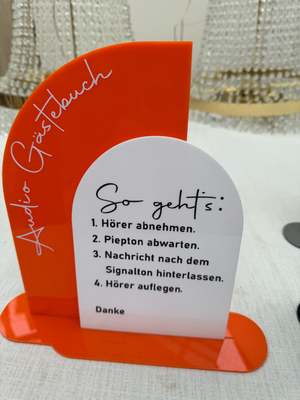 Audio Gästebuch
So geht's:
1. Hörer abnehmen.
2. Piepton abwarten.
3. Nachricht nach dem
Signalton hinterlassen.
4. Hörer auflegen.
Danke